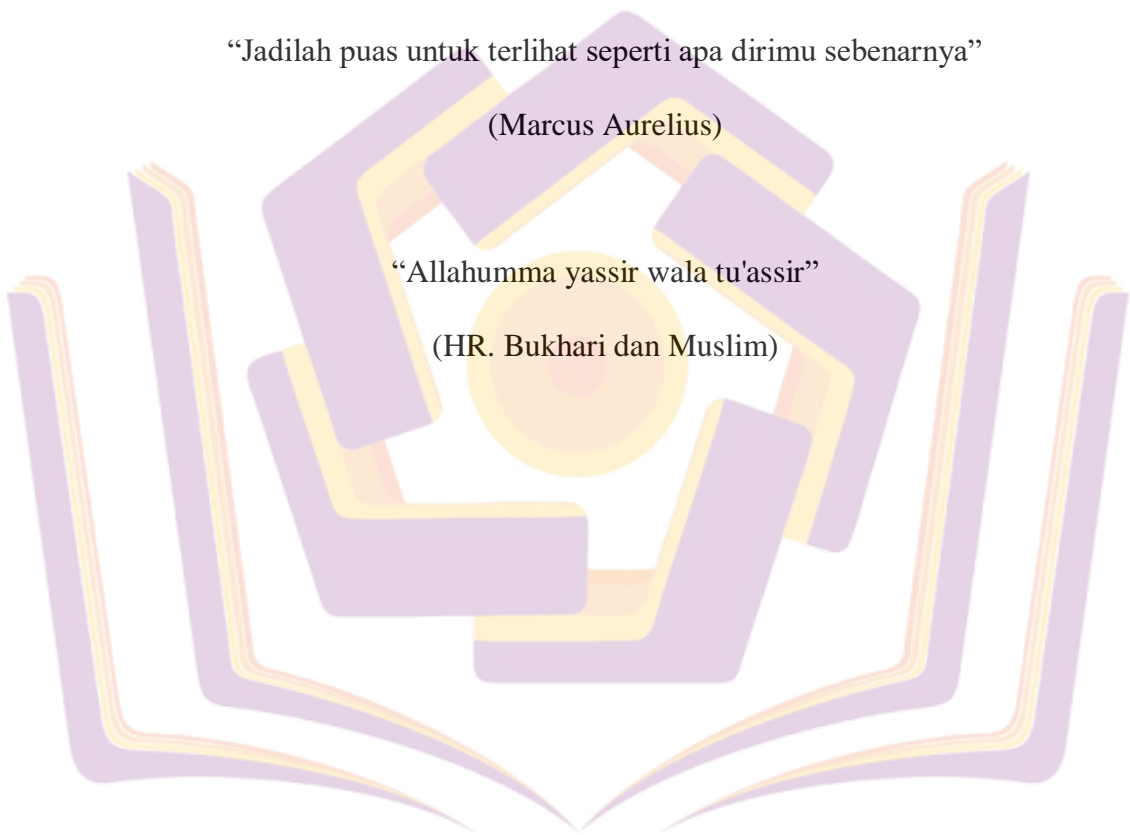 “Jadilah puas untuk terlihat seperti apa dirimu sebenarnya”
(Marcus Aurelius)
“Allahumma yassir wala tu'assir”
(HR. Bukhari dan Muslim)